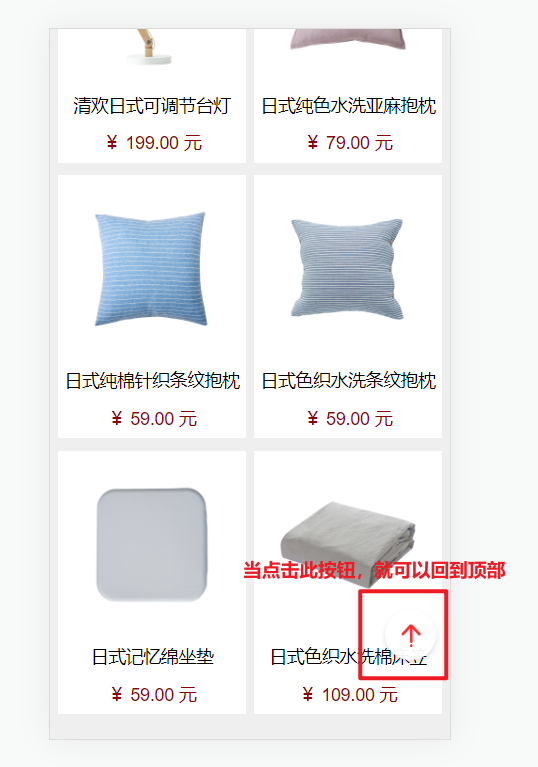 清欢日式可调节台灯
日式纯色水洗亚麻抱枕
¥ 199.00 元
¥ 79.00 元
日式纯棉针织条纹抱枕
日式色织水洗条纹抱枕
¥ 59.00 元
¥ 59.00 元
当点击此按钮，就可以回到顶部
日式记忆绵坐垫
日式色织水洗棉床笠
¥ 59.00 元
¥ 109.00 元